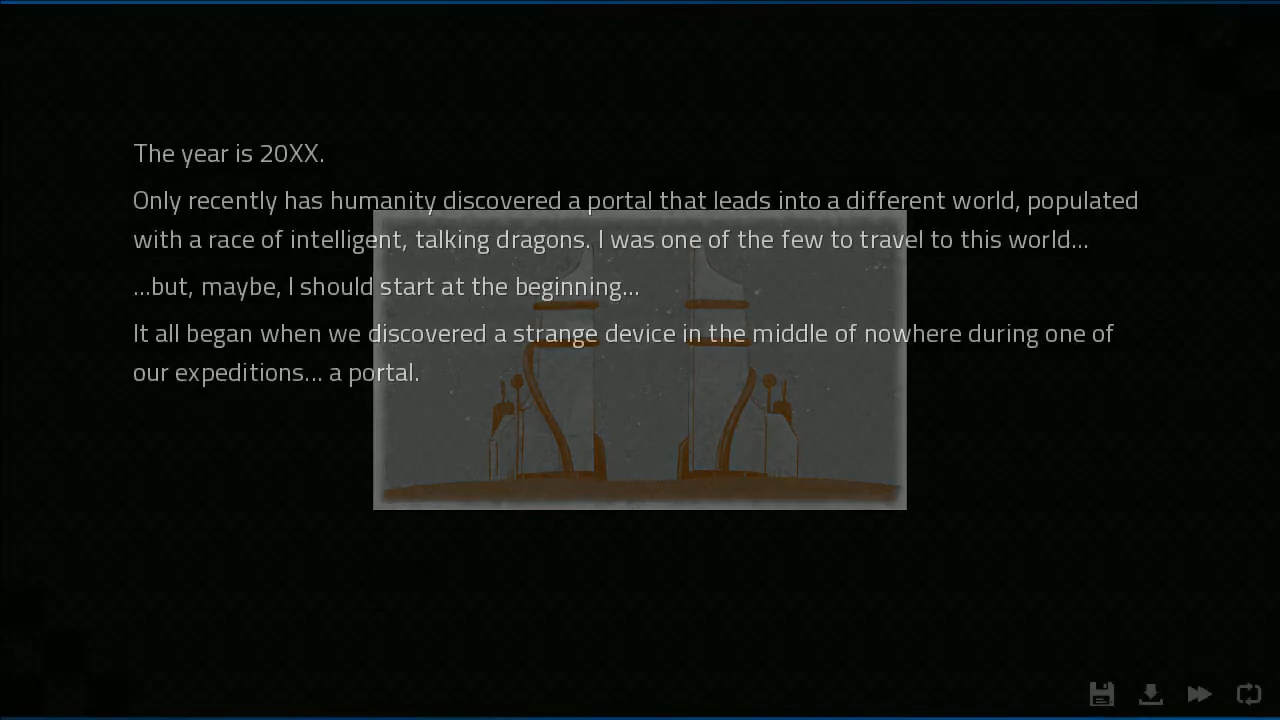 The year is 20XX.
Only recently has humanity discovered a portal that leads into a different world, populated
with a race of intelligent, talking dragons. I was one of the few to travel to this world...
...but, maybe, I should start at the beginning...
It all began when we discovered a strange device in the middle of nowhere during one of
our expeditions... a portal.